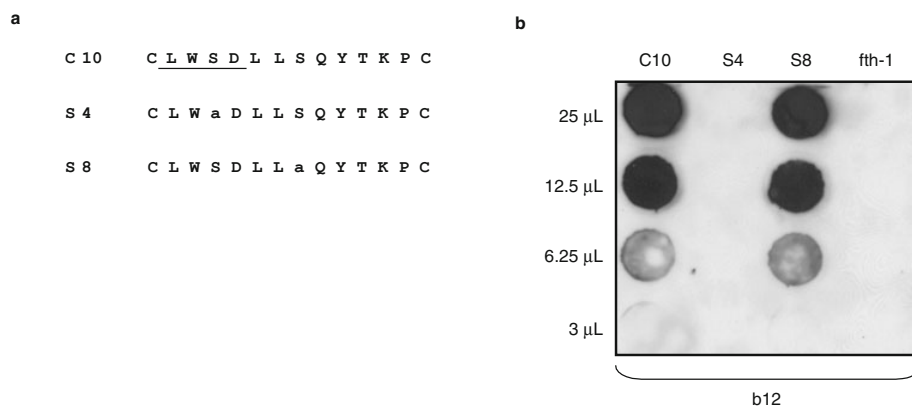 a
C 10 C L W S D L L S Q Y T K P C
S 4 C L W a D L L S Q Y T K P C
S 8 C L W S D L L a Q Y T K P C
b
C10 S4 S8 fth-1
25 μL
12.5 μL
6.25 μL
3 μL
b12